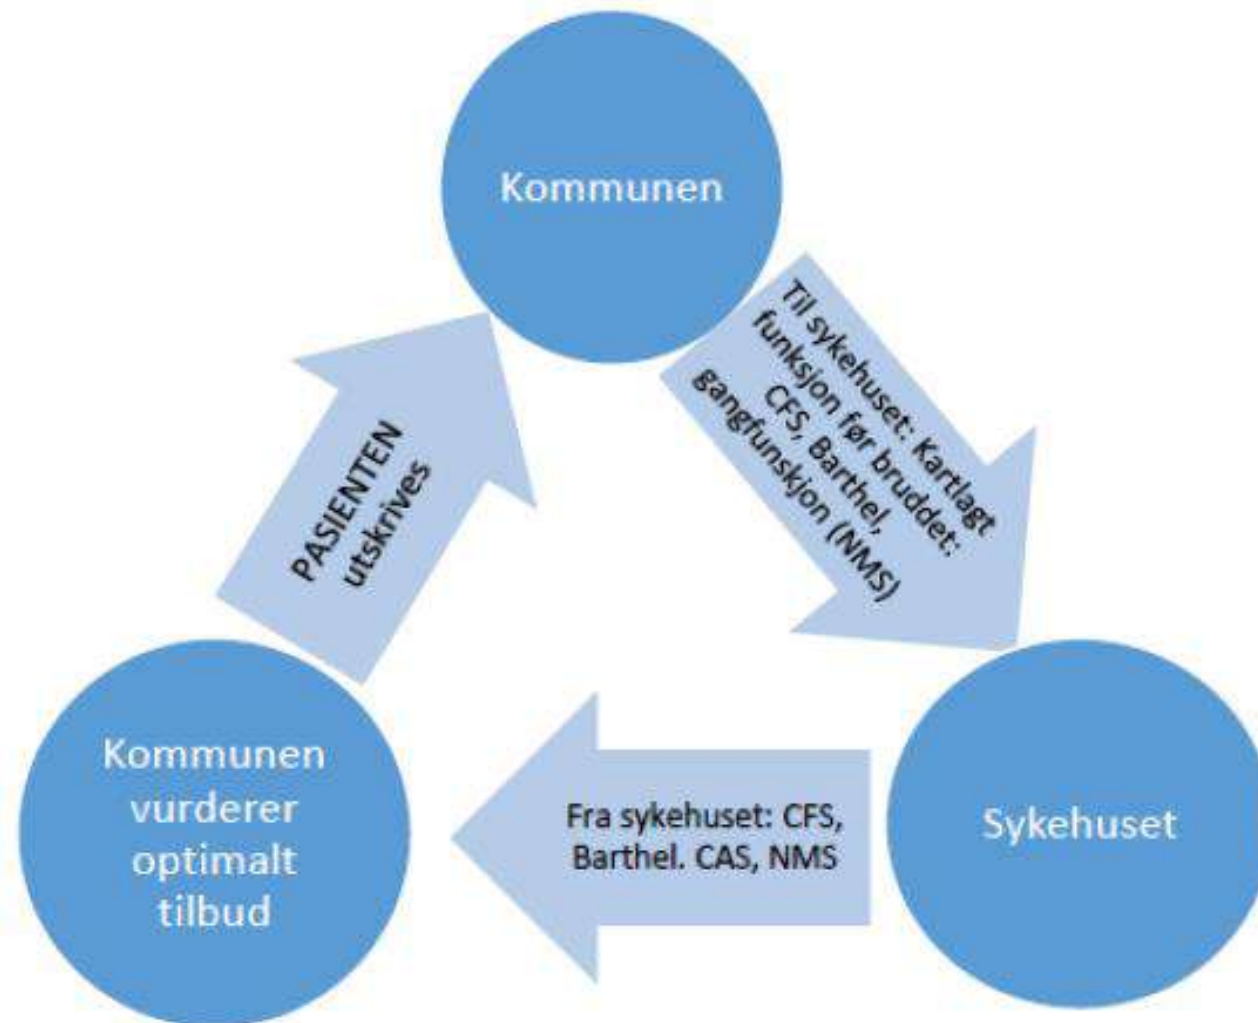 Kommunen
Til sykehuset: Kartlagt
funksjon før bruddet:
CFS, Barthel,
gangfunskjon (NMS)
Sykehuset
Fra sykehuset: CFS,
Barthel. CAS, NMS
Kommunen
vurderer
optimalt
tilbud
PASIENTEN
utskrives